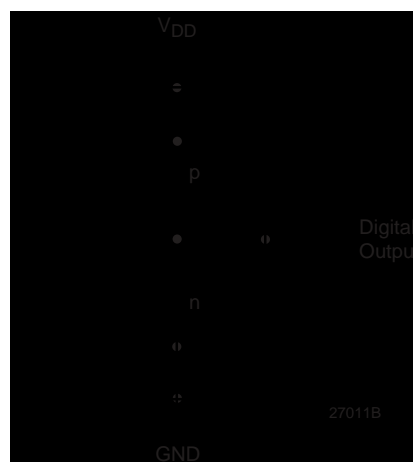 VDD
p
Digita
Outpu
n
27011B
GND